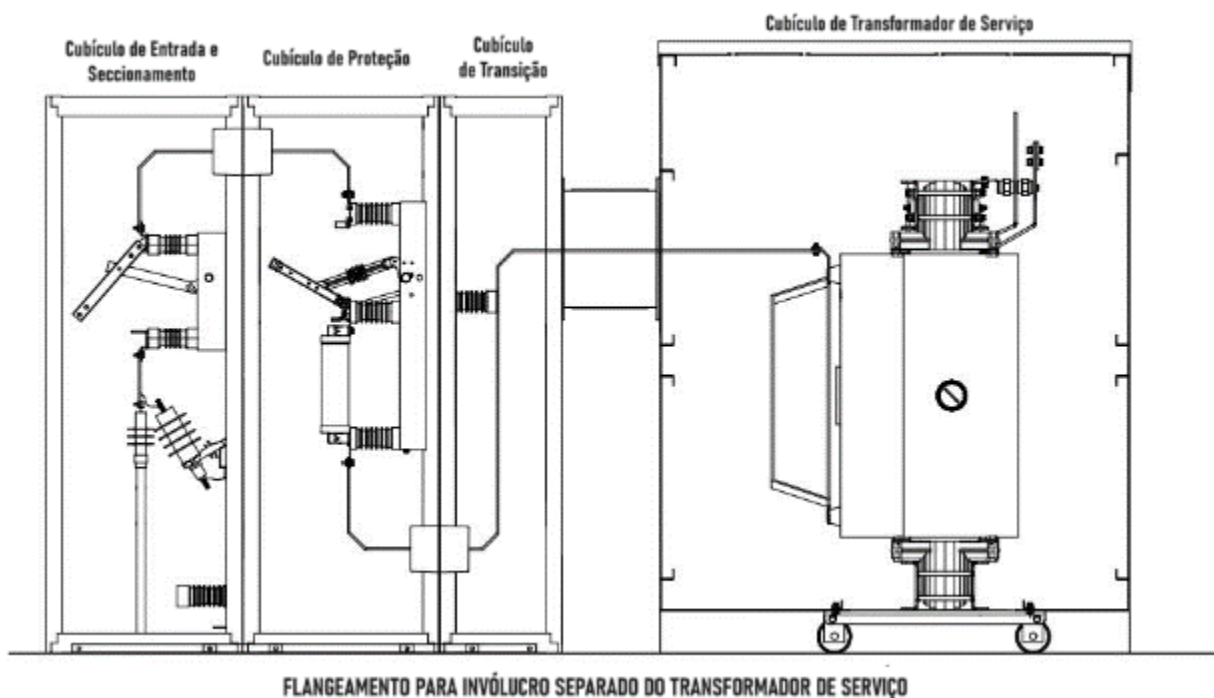 Cubículo de Transformador de Serviço
Cubículo de Entrada e
Seccionamento
Cubículo de Proteção
Cubículo
de Transição
FLANGEAMENTO PARA INVÓLUCRO SEPARADO DO TRANSFORMADOR DE SERVIÇO